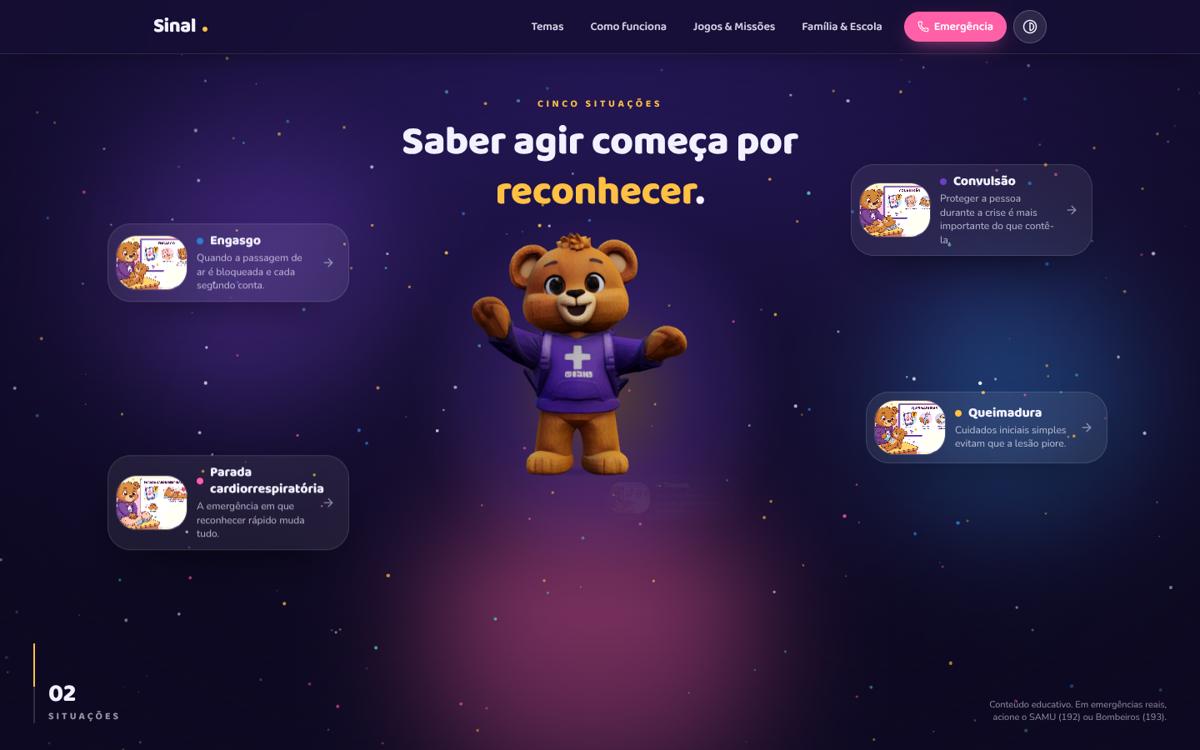 Sinal.
Temas
Como funciona
Jogos & Missões
Família & Escola
Emergência
CINCO SITUAÇÕES
Saber agir começa por
reconhecer.
Convulsão
Proteger a pessoa
durante a crise é mais
importante do que contê-
la.
Engasgo
Quando a passagem de
ar é bloqueada e cada
segundo conta.
Queimadura
Cuidados iniciais simples
evitam que a lesão piore.
Parada
cardiorrespiratória
A emergência em que
reconhecer rápido muda
tudo.
02
SITUAÇÕES
Conteúdo educativo. Em emergências reais,
acione o SAMU (192) ou Bombeiros (193).